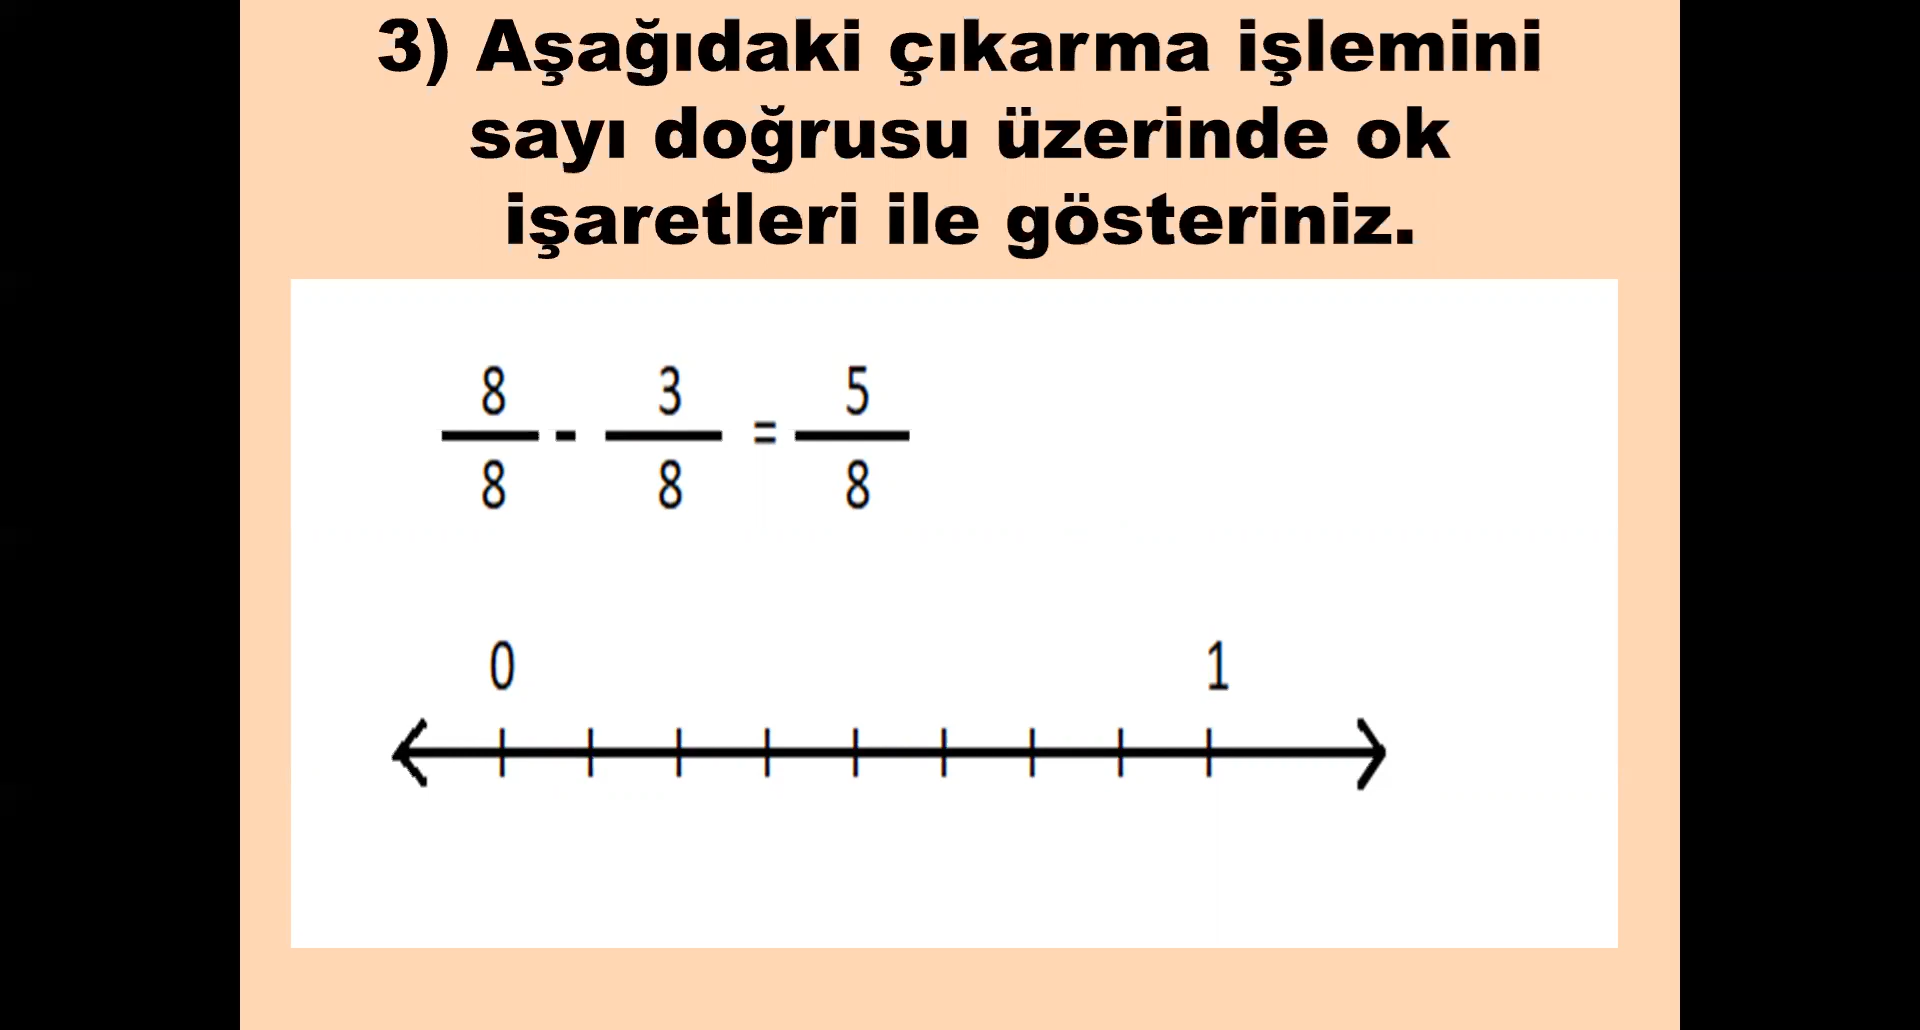 3) Aşağıdaki çıkarma işlemini
sayı doğrusu üzerinde ok
işaretleri ile gösteriniz.
8 3 5
- =
8 8 8
0 1